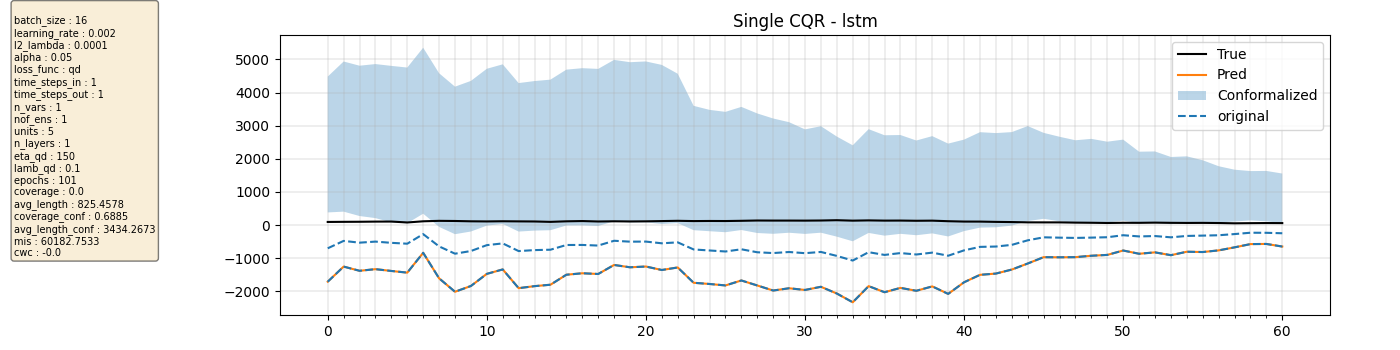 batch_size : 16
learning_rate : 0.002
l2_lambda : 0.0001
alpha : 0.05
loss_func : qd
time_steps_in : 1
time_steps_out : 1
n_vars : 1
nof_ens : 1
units : 5
n_layers : 1
eta_qd : 150
lamb_qd : 0.1
epochs : 101
coverage : 0.0
avg_length : 825.4578
coverage_conf : 0.6885
avg_length_conf : 3434.2673
mis : 60182.7533
cwc : -0.0
Single CQR - lstm
5000
4000
3000
2000
1000
0
−1000
−2000
True
Pred
Conformalized
original
0 10 20 30 40 50 60